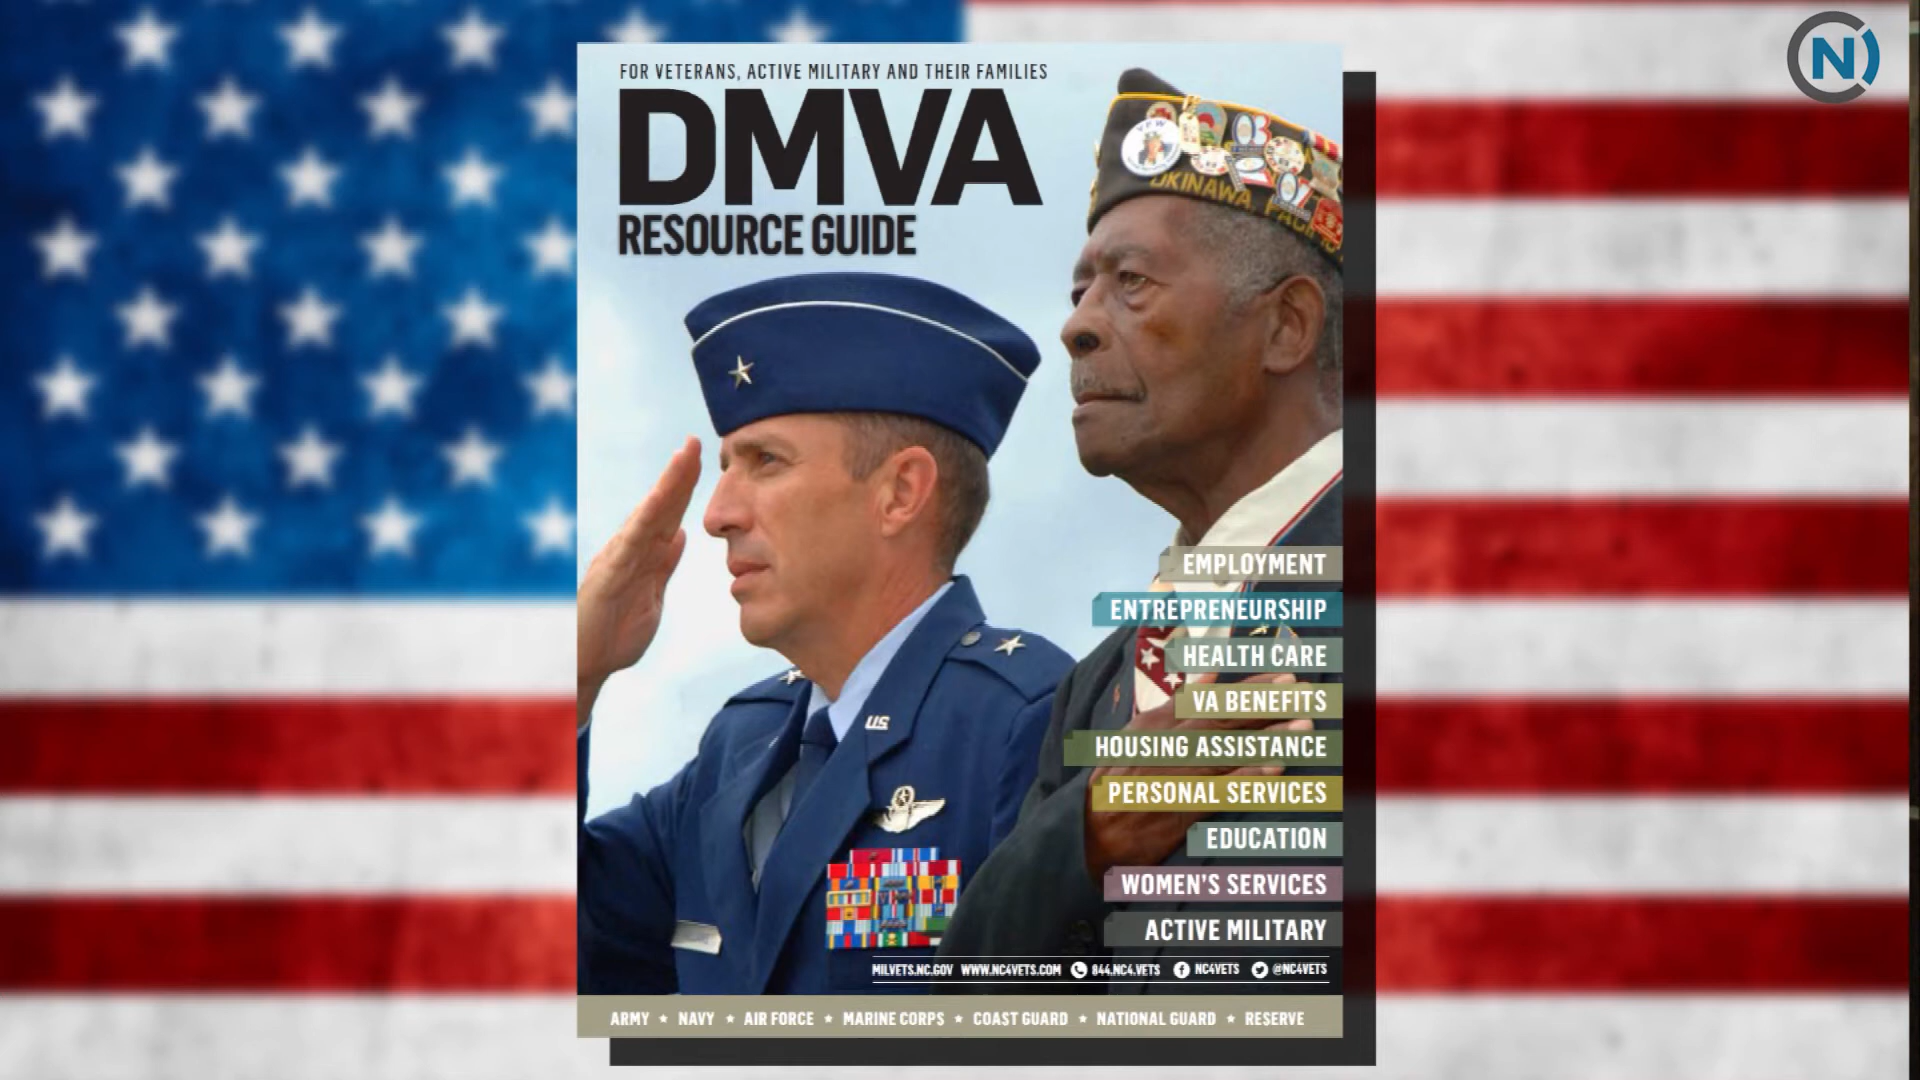 N
FOR VETERANS, ACTIVE MILITARY AND THEIR FAMILIES
DMVA
RESOURCE GUIDE
VFW
OKINAWA PACIFIC
EMPLOYMENT
ENTREPRENEURSHIP
HEALTH CARE
VA BENEFITS
HOUSING ASSISTANCE
PERSONAL SERVICES
EDUCATION
WOMEN'S SERVICES
ACTIVE MILITARY
US
MILVETS.NC.GOV WWW.NC4VETS.COM 844.NC4.VETS NC4VETS @NC4VETS
ARMY ★ NAVY ★ AIR FORCE ★ MARINE CORPS ★ COAST GUARD ★ NATIONAL GUARD ★ RESERVE